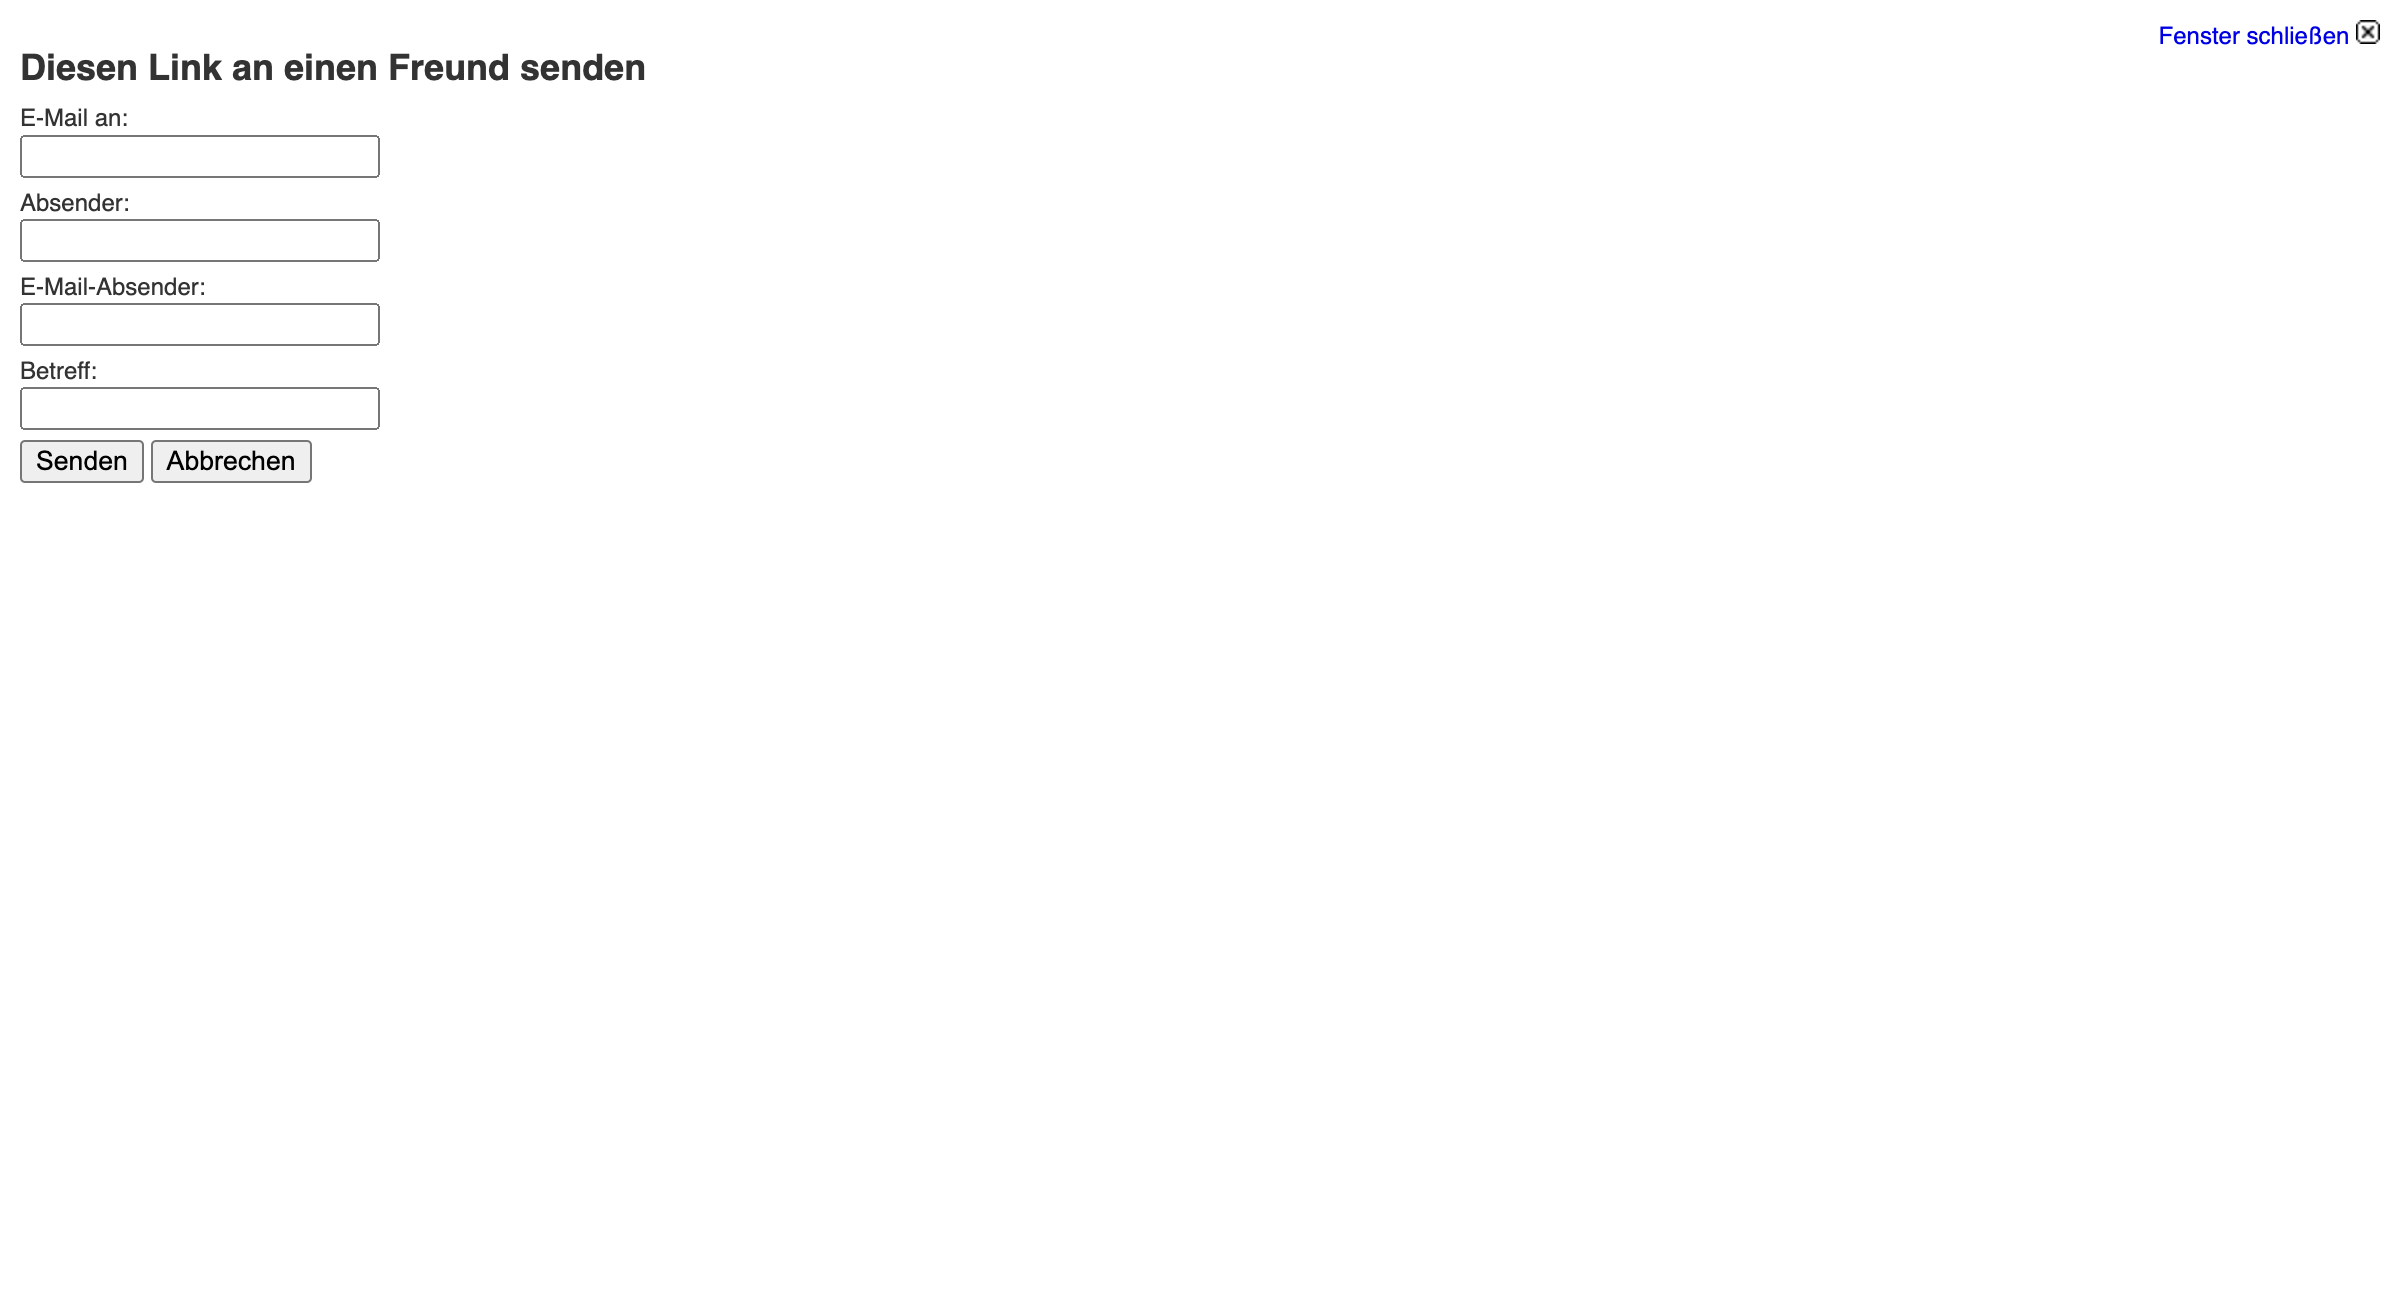 Fenster schließen
Diesen Link an einen Freund senden
E-Mail an:
Absender:
E-Mail-Absender:
Betreff:
Senden Abbrechen